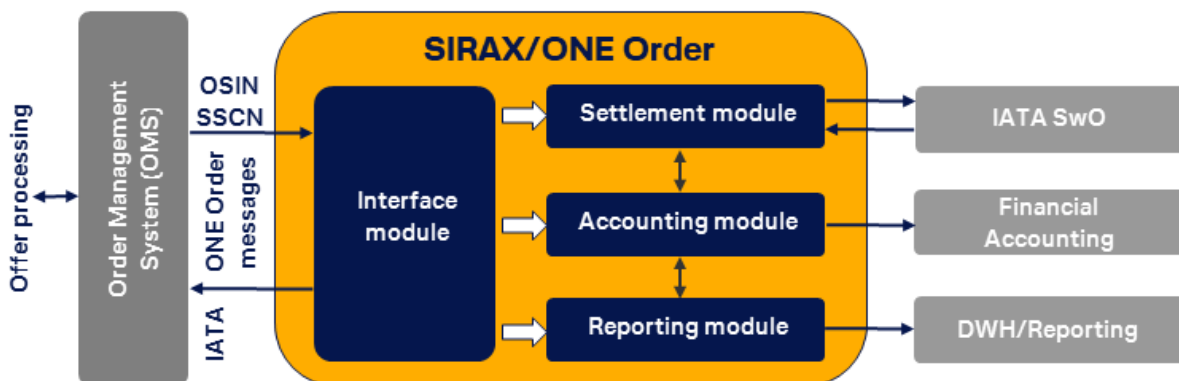 SIRAX/ONE Order
Offer processing
Order Management
System (OMS)
OSIN
SSCN
IATA ONE Order
messages
Interface
module
Settlement module
Accounting module
Reporting module
IATA SwO
Financial
Accounting
DWH/Reporting